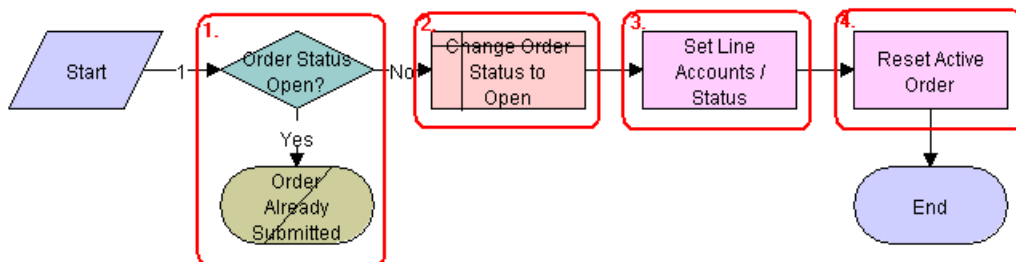 Start
1
1.
Order Status
Open?
No
Yes
Order
Already
Submitted
2.
Change Order
Status to
Open
3.
Set Line
Accounts /
Status
4.
Reset Active
Order
End